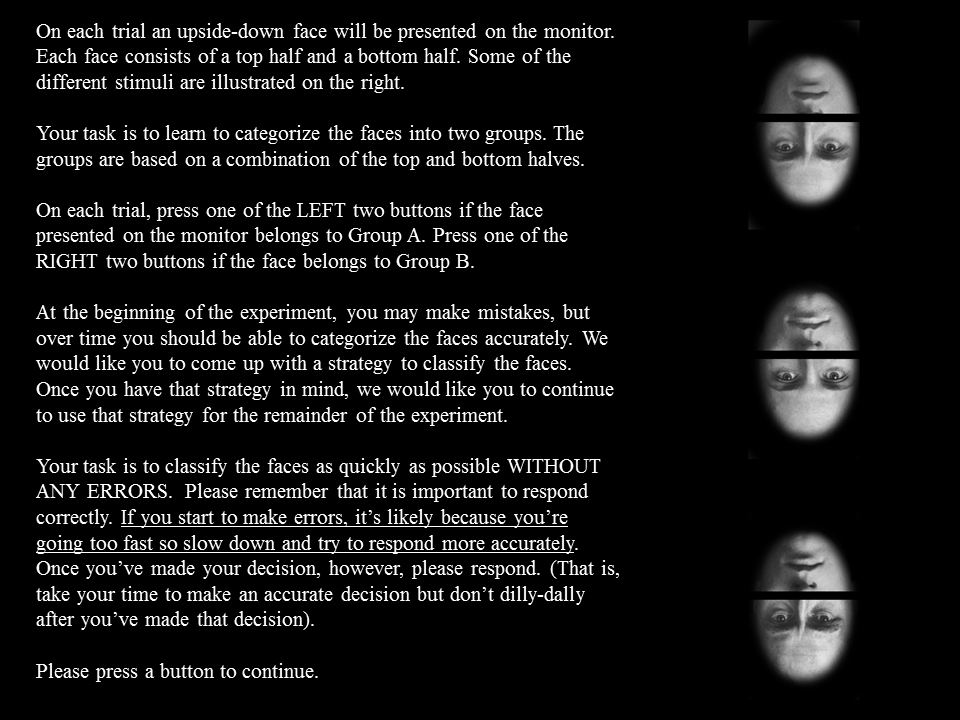 On each trial an upside-down face will be presented on the monitor.
Each face consists of a top half and a bottom half. Some of the
different stimuli are illustrated on the right.
Your task is to learn to categorize the faces into two groups. The
groups are based on a combination of the top and bottom halves.
On each trial, press one of the LEFT two buttons if the face
presented on the monitor belongs to Group A. Press one of the
RIGHT two buttons if the face belongs to Group B.
At the beginning of the experiment, you may make mistakes, but
over time you should be able to categorize the faces accurately. We
would like you to come up with a strategy to classify the faces.
Once you have that strategy in mind, we would like you to continue
to use that strategy for the remainder of the experiment.
Your task is to classify the faces as quickly as possible WITHOUT
ANY ERRORS. Please remember that it is important to respond
correctly. If you start to make errors, it’s likely because you’re
going too fast so slow down and try to respond more accurately.
Once you’ve made your decision, however, please respond. (That is,
take your time to make an accurate decision but don’t dilly-dally
after you’ve made that decision).
Please press a button to continue.